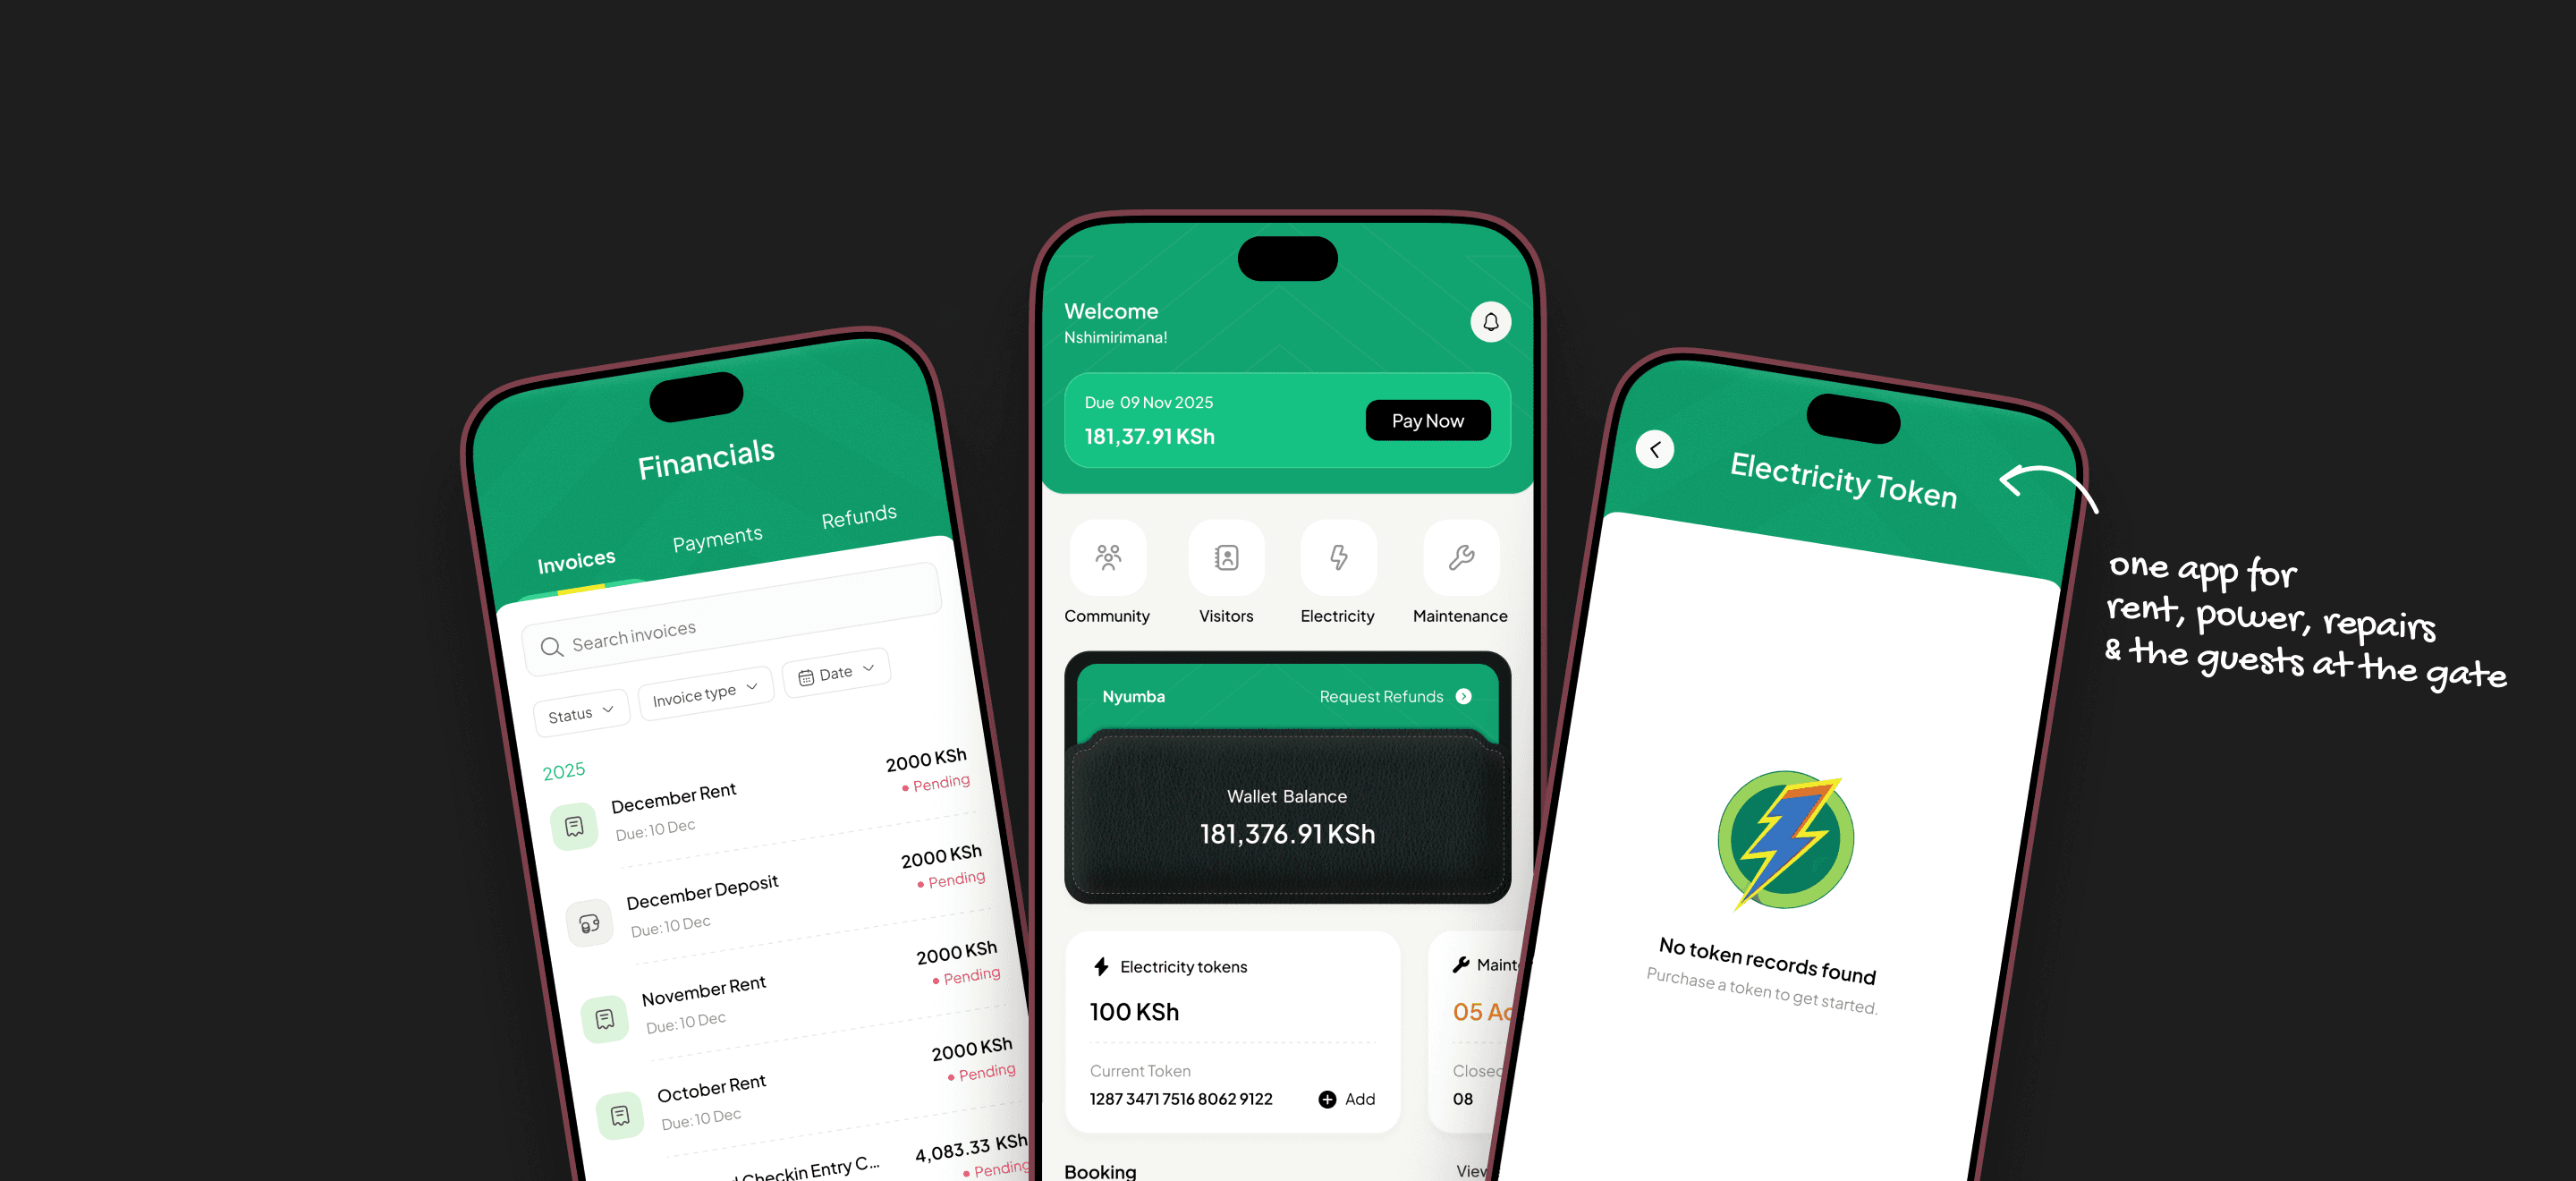 Financials
Invoices
Payments
Refunds
Search invoices
Status
Invoice type
Date
2025
December Rent
2000 KSh
Due: 10 Dec
Pending
December Deposit
2000 KSh
Due: 10 Dec
Pending
November Rent
2000 KSh
Due: 10 Dec
Pending
October Rent
2000 KSh
Due: 10 Dec
Pending
Checkin Entry C...
4,083.33 KSh
Pending
Welcome
Nshimirimana!
Due 09 Nov 2025
181,37.91 KSh
Pay Now
Community
Visitors
Electricity
Maintenance
Nyumba
Request Refunds
Wallet Balance
181,376.91 KSh
Electricity tokens
100 KSh
Current Token
1287 3471 7516 8062 9122
Add
05
08
Booking
Electricity Token
No token records found
Purchase a token to get started.
one app for
rent, power, repairs
& the guests at the gate